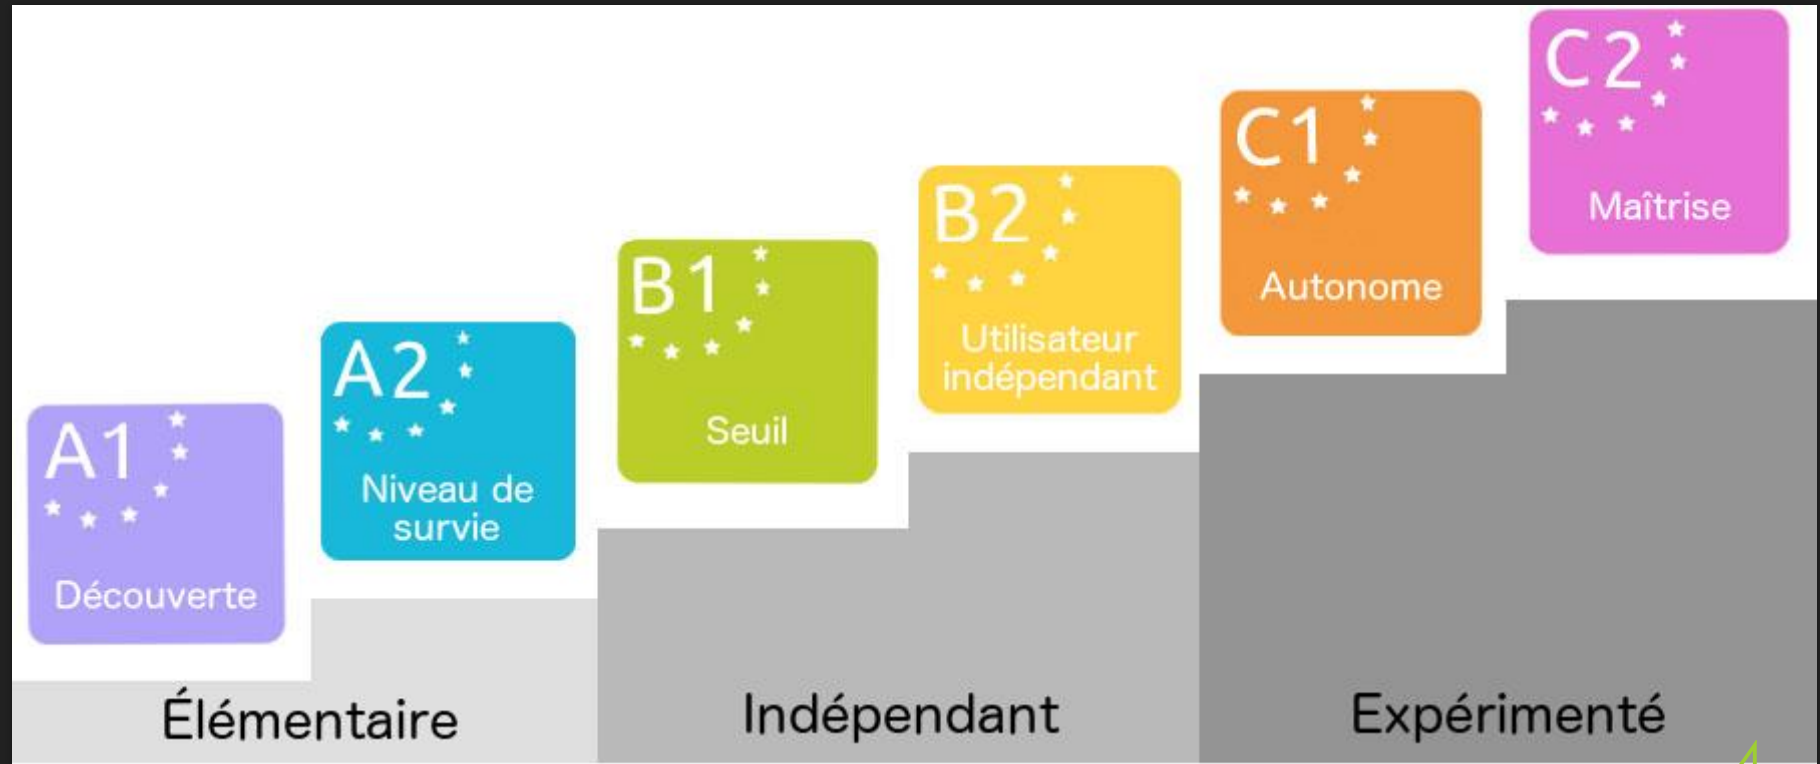 A1
Découverte
A2
Niveau de
survie
B1
Seuil
B2
Utilisateur
indépendant
C1
Autonome
C2
Maîtrise
Élémentaire
Indépendant
Expérimenté